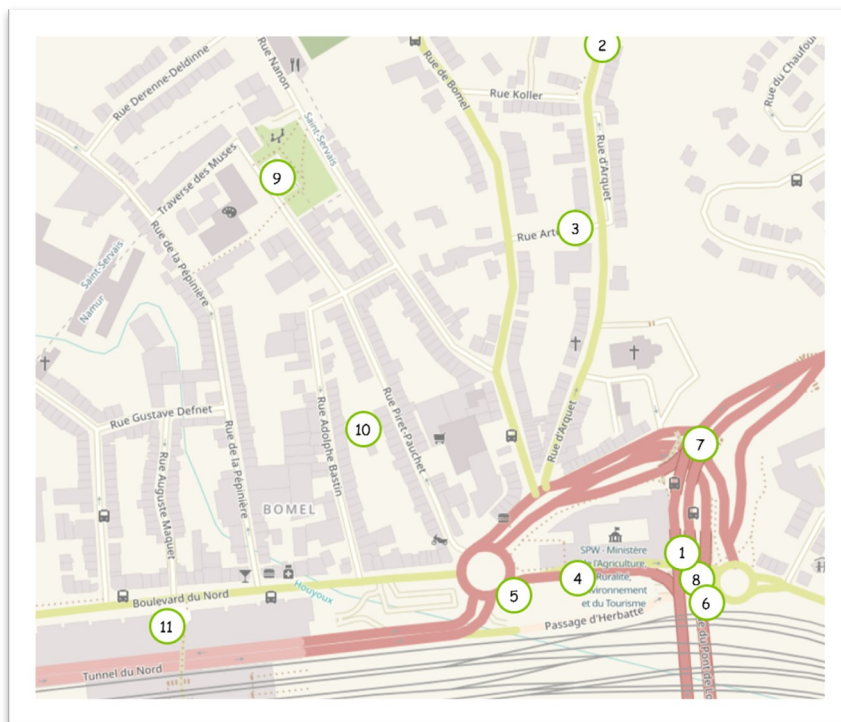 2
Rue Nanon
Rue Derenne-Deldinne
Rue de Bomel
Rue Koller
Rue du Chaufour
Saint-Servais
Rue d'Arquet
Traverse des Muses
9
3
Rue
Rue de la Pépinière
Saint-Servais
Namur
Rue Gustave Defnet
Rue Adolphe Bastin
Rue Piret-Pauchet
10
Rue d'Arquet
7
Rue de la Pépinière
Rue Auguste Maquet
BOMEL
SPW - Ministère
de l'Agriculture,
Ruralité,
Environnement
et du Tourisme
1
4
8
5
6
Houyoux
Boulevard du Nord
Passage d'Herbatte
11
Tunnel du Nord
du Pont de